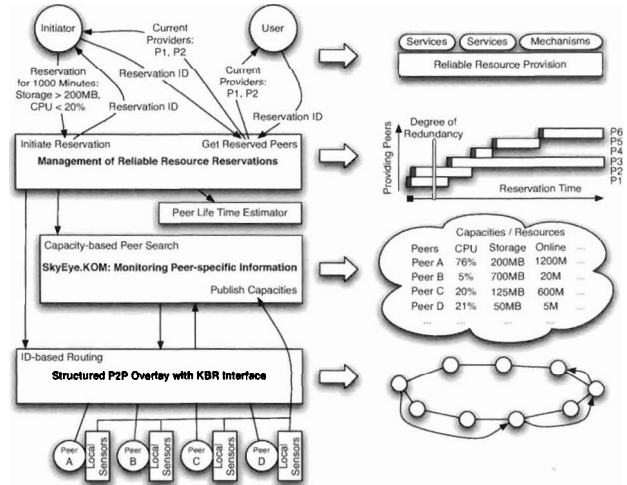 Initiator
User
Current
Providers:
P1, P2
Reservation
for 1000 Minutes:
Storage > 200MB,
CPU < 20%
Reservation ID
Reservation ID
Current
Providers:
P1, P2
Reservation ID
Initiate Reservation
Get Reserved Peers
Management of Reliable Resource Reservations
Peer Life Time Estimator
Capacity-based Peer Search
SkyEye.KOM: Monitoring Peer-specific Information
Publish Capacities
ID-based Routing
Structured P2P Overlay with KBR Interface
Peer
A
Local
Sensors
Peer
B
Local
Sensors
Peer
C
Local
Sensors
Peer
D
Local
Sensors
Services
Services
Mechanisms
Reliable Resource Provision
Providing Peers
Degree of
Redundancy
P6
P5
P4
P3
P2
P1
Reservation Time
Capacities / Resources
Peers CPU Storage Online ...
Peer A 76% 200MB 1200M ...
Peer B 5% 700MB 20M ...
Peer C 20% 125MB 600M ...
Peer D 21% 50MB 5M ...
... ... ... ...